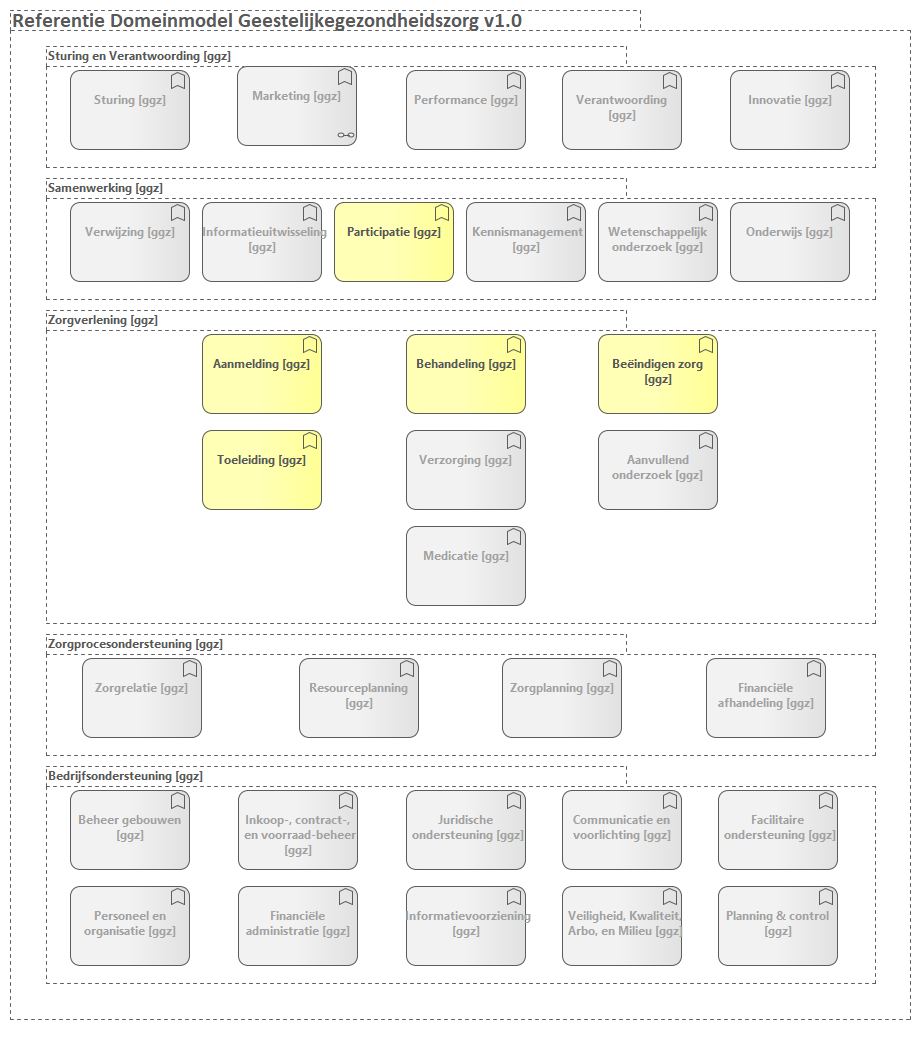 Referentie Domeinmodel Geestelijkegezondheidszorg v1.0
Sturing en Verantwoording [ggz]
Sturing [ggz]
Marketing [ggz]
Performance [ggz]
Verantwoording
[ggz]
Innovatie [ggz]
Samenwerking [ggz]
Verwijzing [ggz]
Informatieuitwisseling
[ggz]
Participatie [ggz]
Kennismanagement
[ggz]
Wetenschappelijk
onderzoek [ggz]
Onderwijs [ggz]
Zorgverlening [ggz]
Aanmelding [ggz]
Behandeling [ggz]
Beëindigen zorg
[ggz]
Toeleiding [ggz]
Verzorging [ggz]
Aanvullend
onderzoek [ggz]
Medicatie [ggz]
Zorgprocesondersteuning [ggz]
Zorgrelatie [ggz]
Resourceplanning
[ggz]
Zorgplanning [ggz]
Financiële
afhandeling [ggz]
Bedrijfsondersteuning [ggz]
Beheer gebouwen
[ggz]
Inkoop-, contract-,
en voorraad-beheer
[ggz]
Juridische
ondersteuning [ggz]
Communicatie en
voorlichting [ggz]
Facilitaire
ondersteuning [ggz]
Personeel en
organisatie [ggz]
Financiële
administratie [ggz]
Informatievoorziening
[ggz]
Veiligheid, Kwaliteit,
Arbo, en Milieu [ggz]
Planning & control
[ggz]